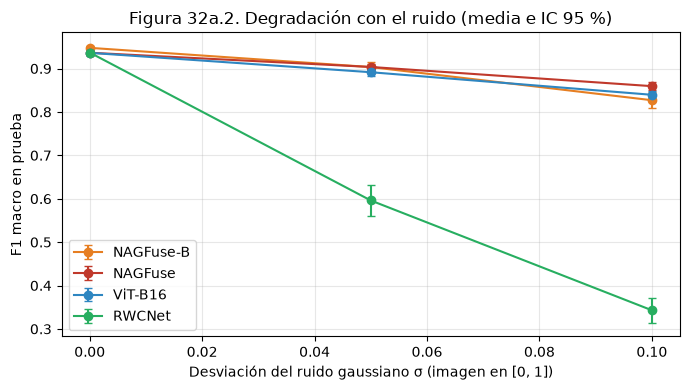 Figura 32a.2. Degradación con el ruido (media e IC 95 %)
F1 macro en prueba
0.9
0.8
0.7
0.6
0.5
0.4
0.3
NAGFuse-B
NAGFuse
ViT-B16
RWCNet
0.00 0.02 0.04 0.06 0.08 0.10
Desviación del ruido gaussiano σ (imagen en [0, 1])